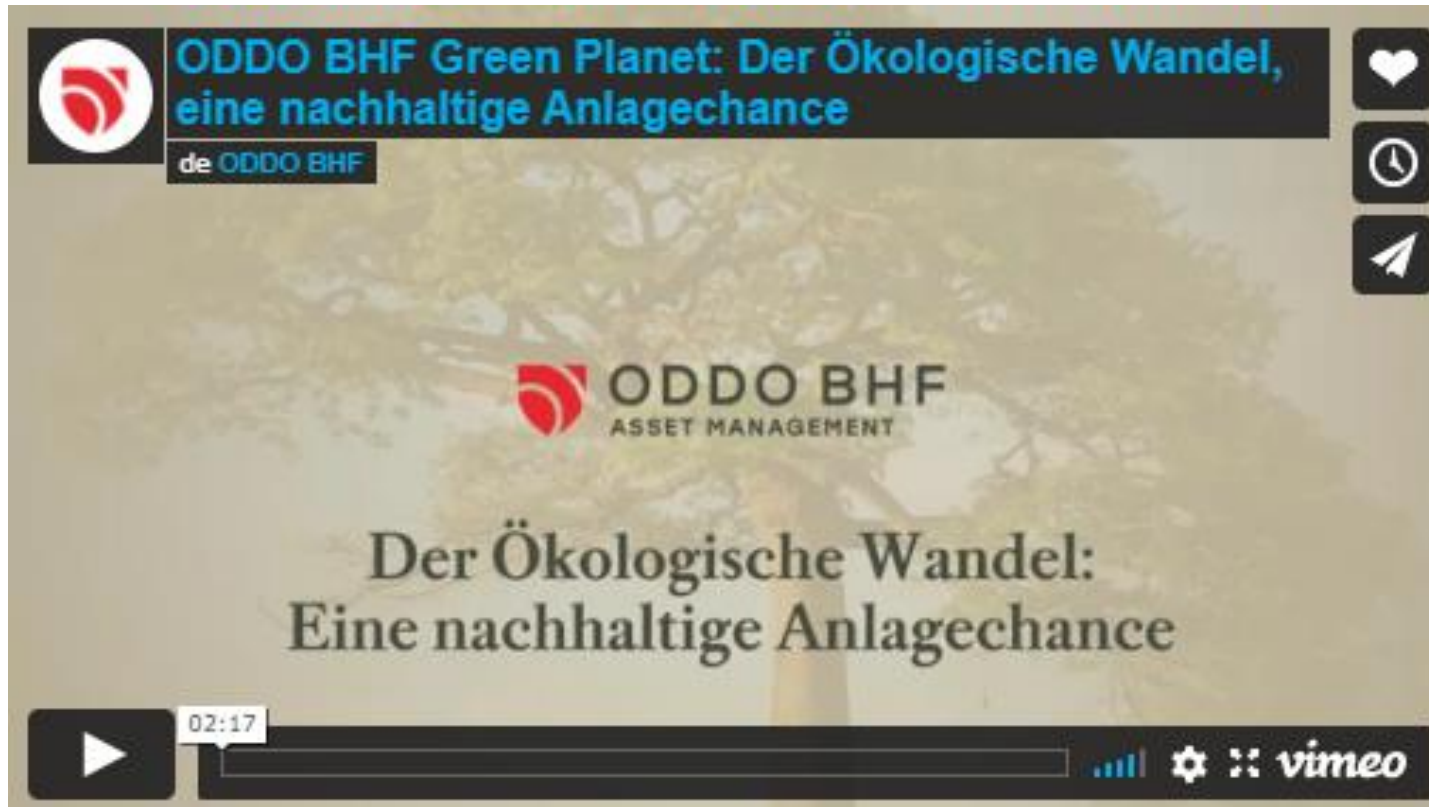 ODDO BHF Green Planet: Der Ökologische Wandel,
eine nachhaltige Anlagechance
de ODDO BHF
ODDO BHF
ASSET MANAGEMENT
Der Ökologische Wandel:
Eine nachhaltige Anlagechance
02:17
vimeo